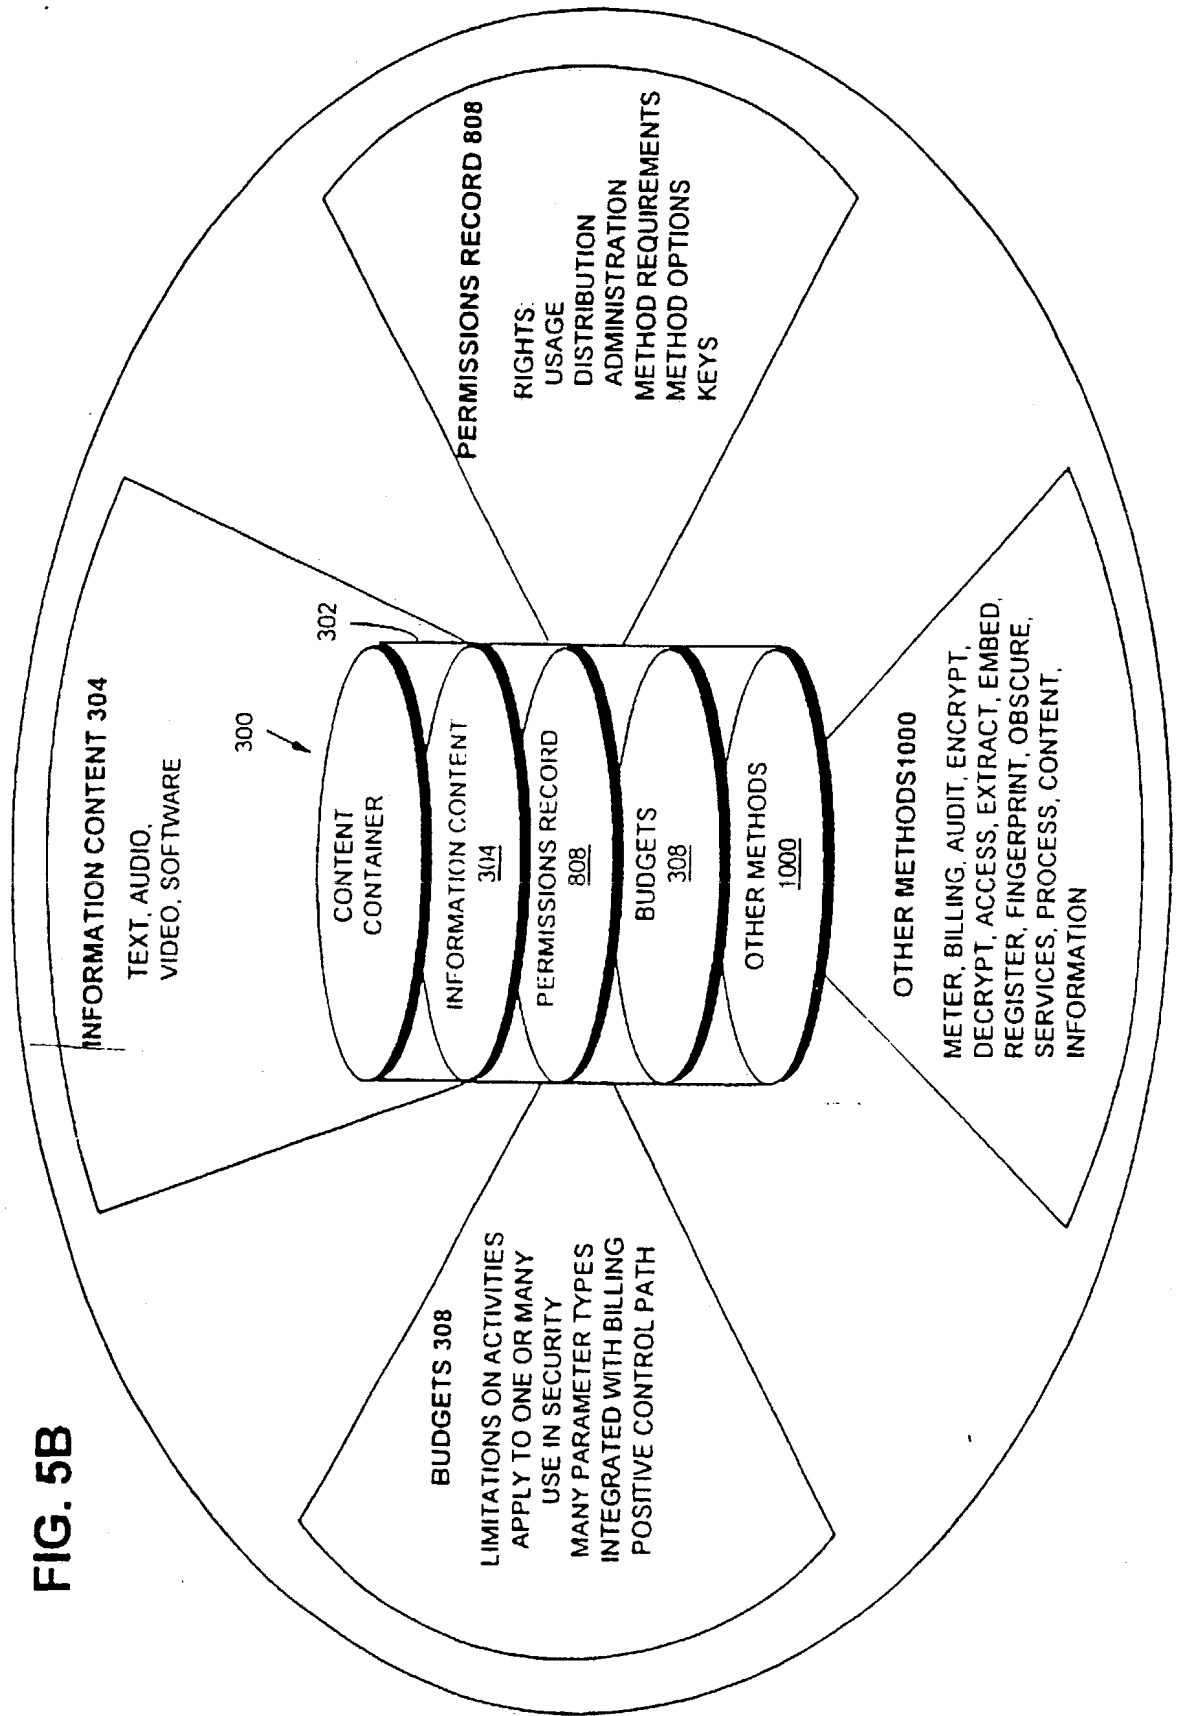 FIG. 5B
INFORMATION CONTENT 304
TEXT, AUDIO,
VIDEO, SOFTWARE
300
302
CONTENT
CONTAINER
INFORMATION CONTENT
304
PERMISSIONS RECORD
808
BUDGETS
308
OTHER METHODS
1000
BUDGETS 308
LIMITATIONS ON ACTIVITIES
APPLY TO ONE OR MANY
USE IN SECURITY
MANY PARAMETER TYPES
INTEGRATED WITH BILLING
POSITIVE CONTROL PATH
PERMISSIONS RECORD 808
RIGHTS:
USAGE
DISTRIBUTION
ADMINISTRATION
METHOD REQUIREMENTS
METHOD OPTIONS
KEYS
OTHER METHODS1000
METER, BILLING, AUDIT, ENCRYPT,
DECRYPT, ACCESS, EXTRACT, EMBED,
REGISTER, FINGERPRINT, OBSCURE,
SERVICES, PROCESS, CONTENT,
INFORMATION